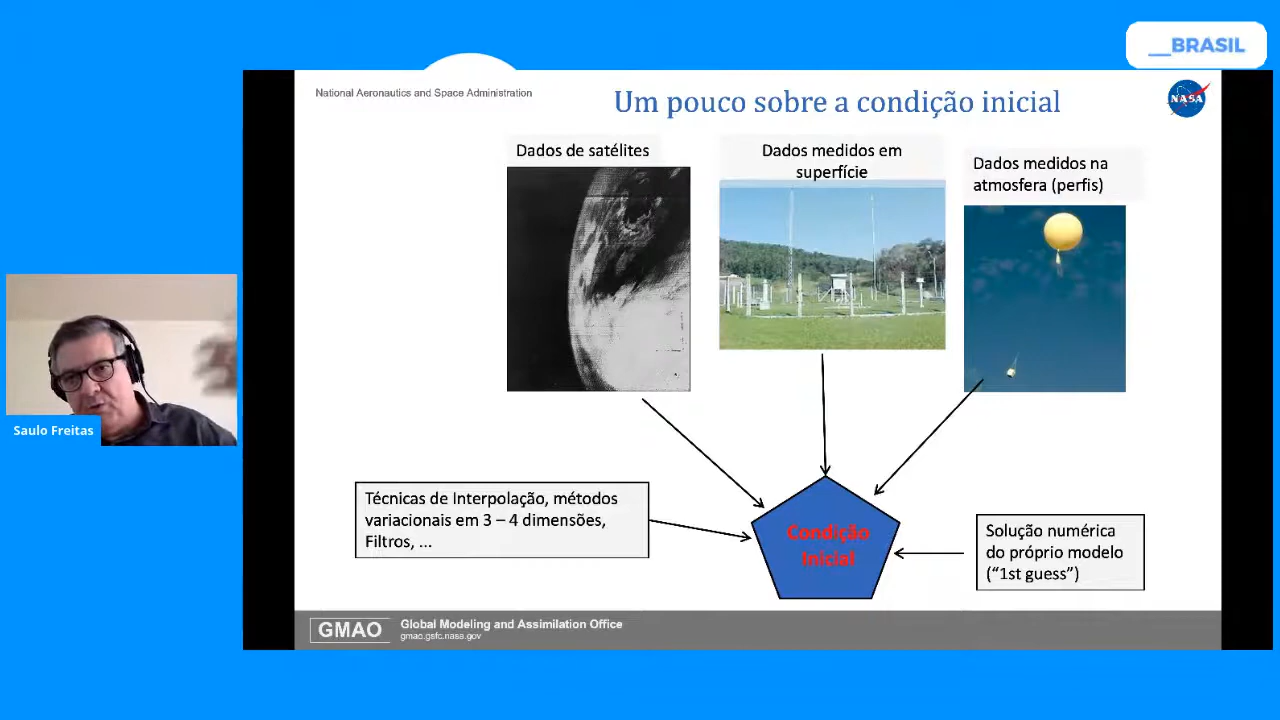 __BRASIL
National Aeronautics and Space Administration
Um pouco sobre a condição inicial
NASA
Dados de satélites
Dados medidos em
superfície
Dados medidos na
atmosfera (perfis)
Saulo Freitas
Técnicas de Interpolação, métodos
variacionais em 3 – 4 dimensões,
Filtros, ...
Condição
Inicial
Solução numérica
do próprio modelo
(“1st guess”)
GMAO
Global Modeling and Assimilation Office
gmao.gsfc.nasa.gov